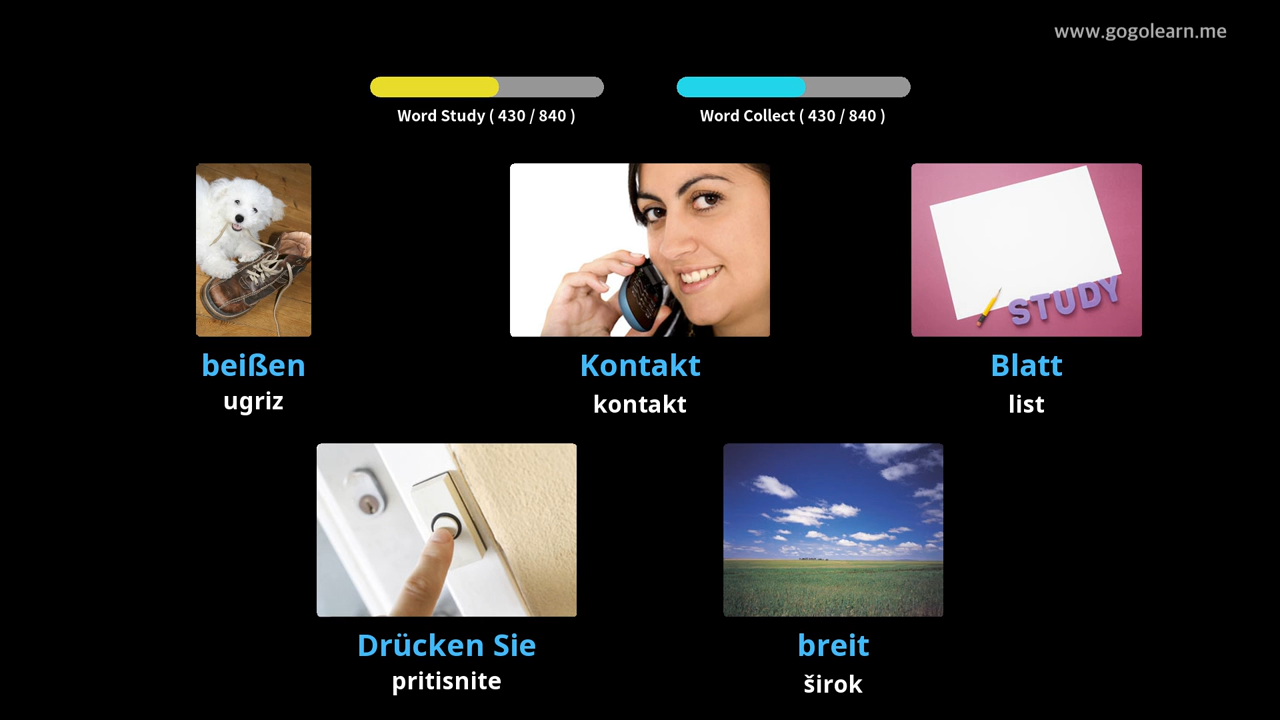 www.gogolearn.me
Word Study ( 430 / 840 )
Word Collect ( 430 / 840 )
STUDY
beißen
ugriz
Kontakt
kontakt
Blatt
list
Drücken Sie
pritisnite
breit
širok